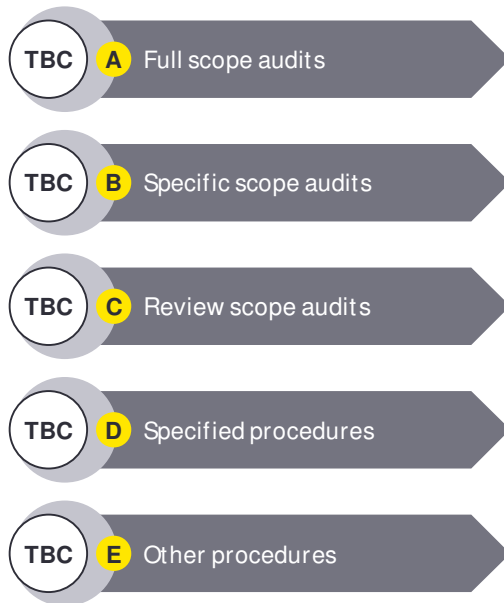 TBC A Full scope audits
TBC B Specific scope audits
TBC C Review scope audits
TBC D Specified procedures
TBC E Other procedures